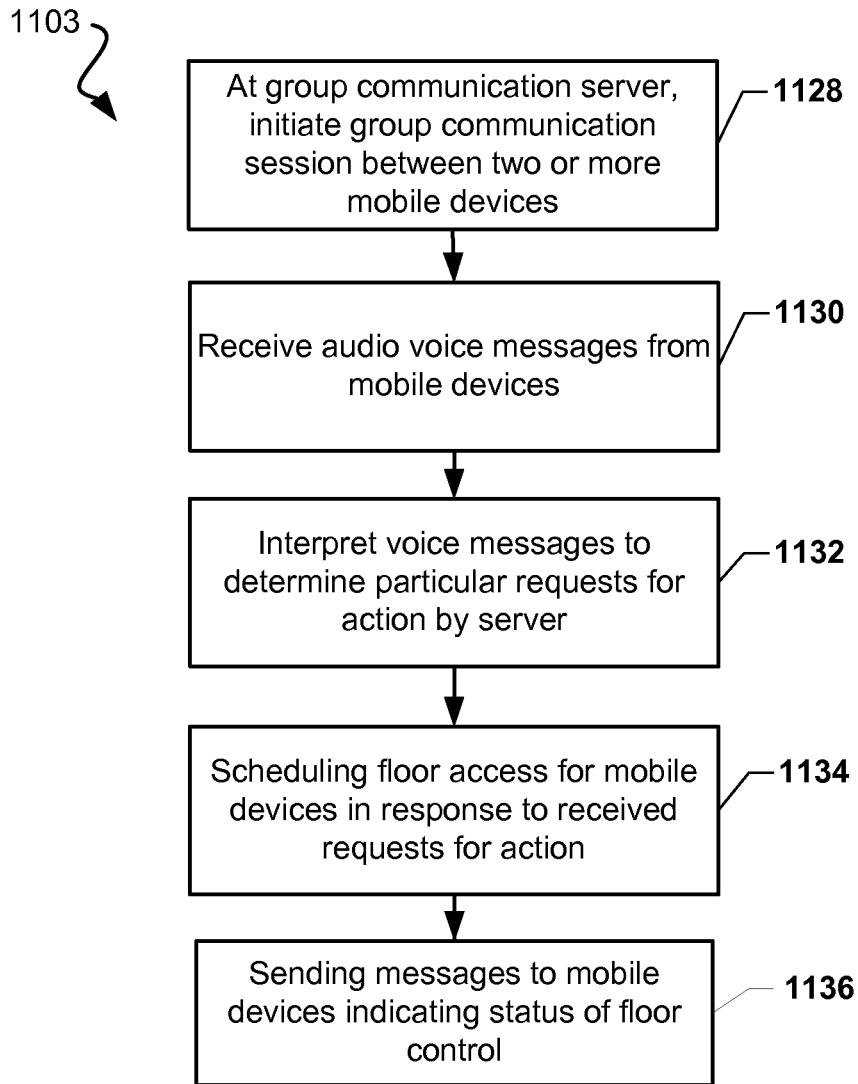 1103
At group communication server,
initiate group communication
session between two or more
mobile devices
1128
Receive audio voice messages from
mobile devices
1130
Interpret voice messages to
determine particular requests for
action by server
1132
Scheduling floor access for mobile
devices in response to received
requests for action
1134
Sending messages to mobile
devices indicating status of floor
control
1136